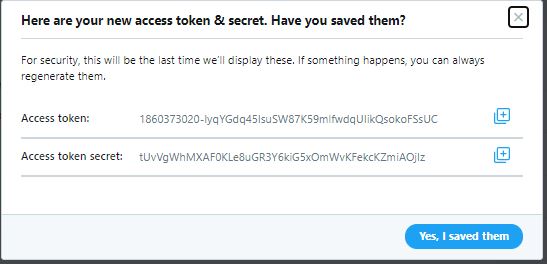 Here are your new access token & secret. Have you saved them?
For security, this will be the last time we'll display these. If something happens, you can always
regenerate them.
Access token:
Access token secret:
Yes, I saved them